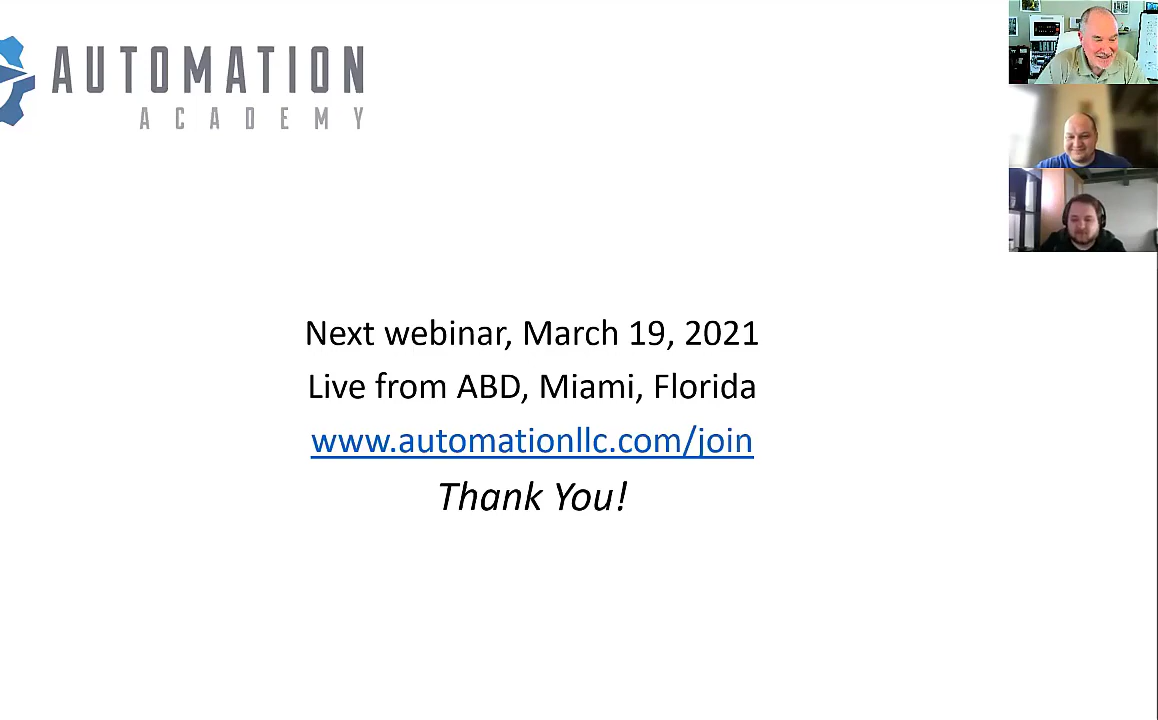 AUTOMATION
ACADEMY
Next webinar, March 19, 2021
Live from ABD, Miami, Florida
www.automationllc.com/join
Thank You!